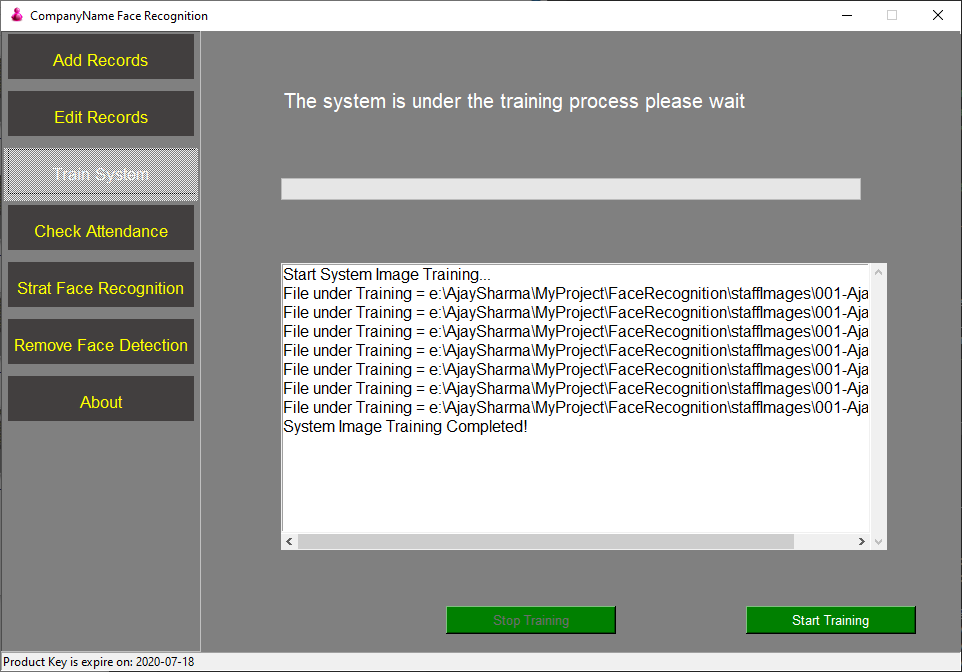 CompanyName Face Recognition
Add Records
Edit Records
Train System
Check Attendance
Strat Face Recognition
Remove Face Detection
About
The system is under the training process please wait
Start System Image Training...
File under Training = e:\AjaySharma\MyProject\FaceRecognition\staffImages\001-Aja
File under Training = e:\AjaySharma\MyProject\FaceRecognition\staffImages\001-Aja
File under Training = e:\AjaySharma\MyProject\FaceRecognition\staffImages\001-Aja
File under Training = e:\AjaySharma\MyProject\FaceRecognition\staffImages\001-Aja
File under Training = e:\AjaySharma\MyProject\FaceRecognition\staffImages\001-Aja
File under Training = e:\AjaySharma\MyProject\FaceRecognition\staffImages\001-Aja
File under Training = e:\AjaySharma\MyProject\FaceRecognition\staffImages\001-Aja
System Image Training Completed!
Stop Training
Start Training
Product Key is expire on: 2020-07-18